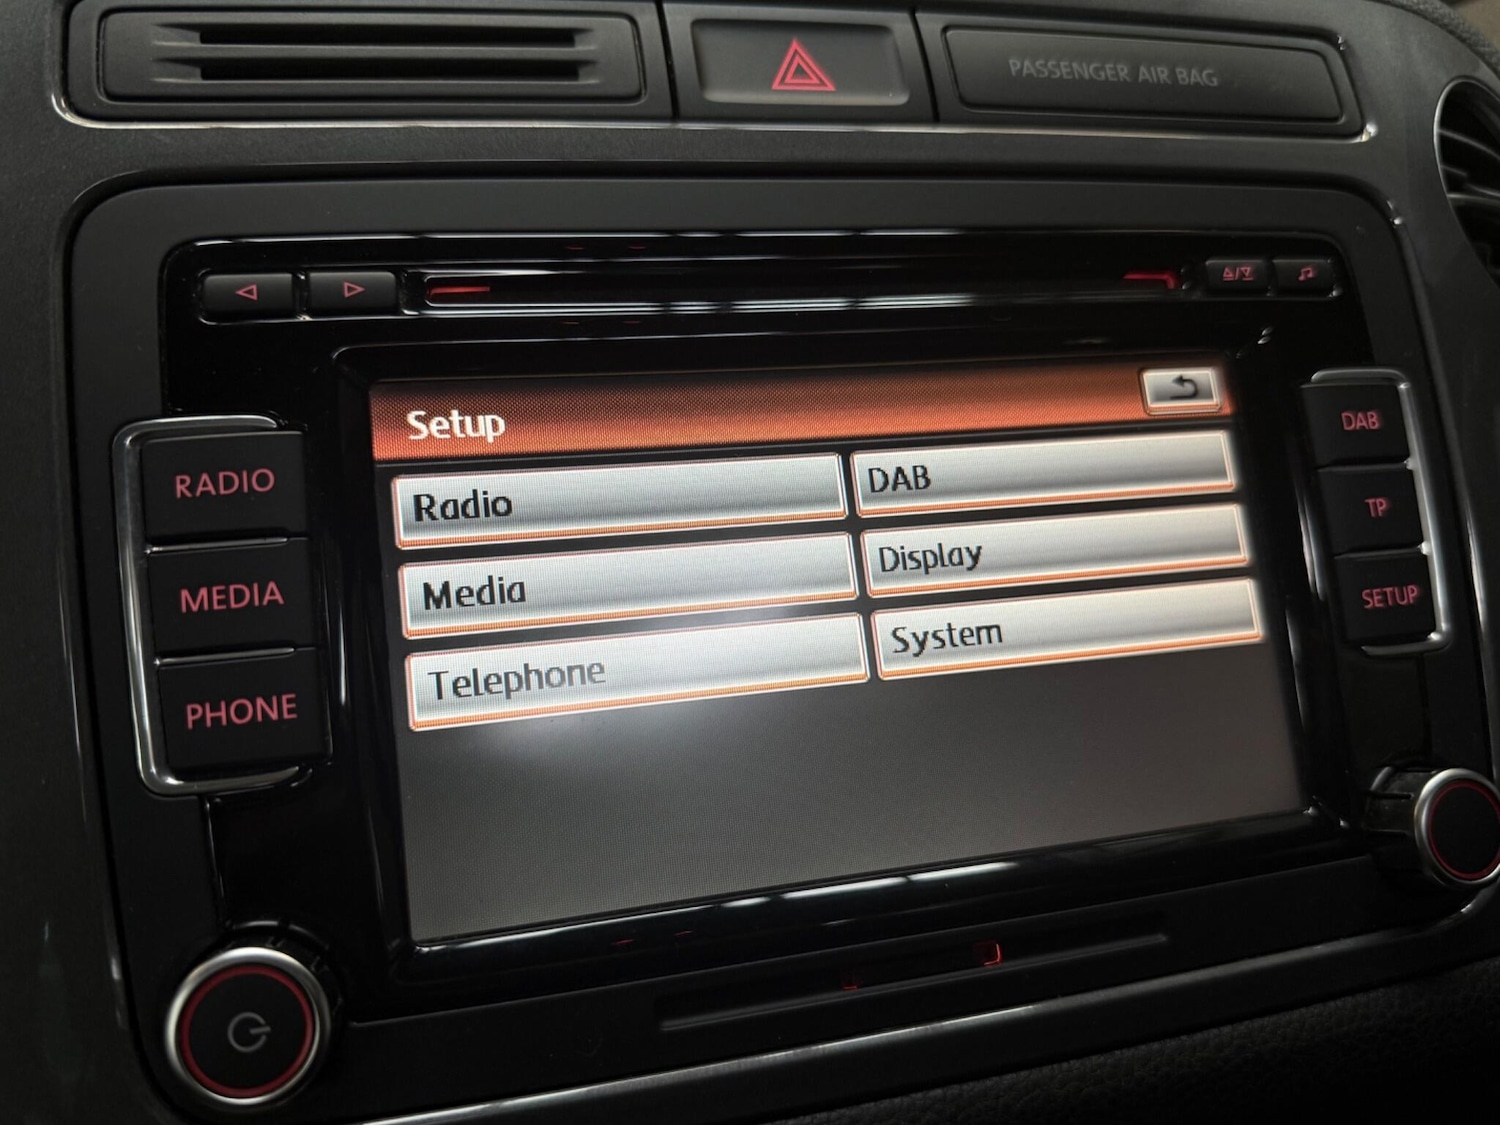 PASSENGER AIR BAG
Setup
Radio
DAB
Media
Display
Telephone
System
RADIO
MEDIA
PHONE
DAB
TP
SETUP